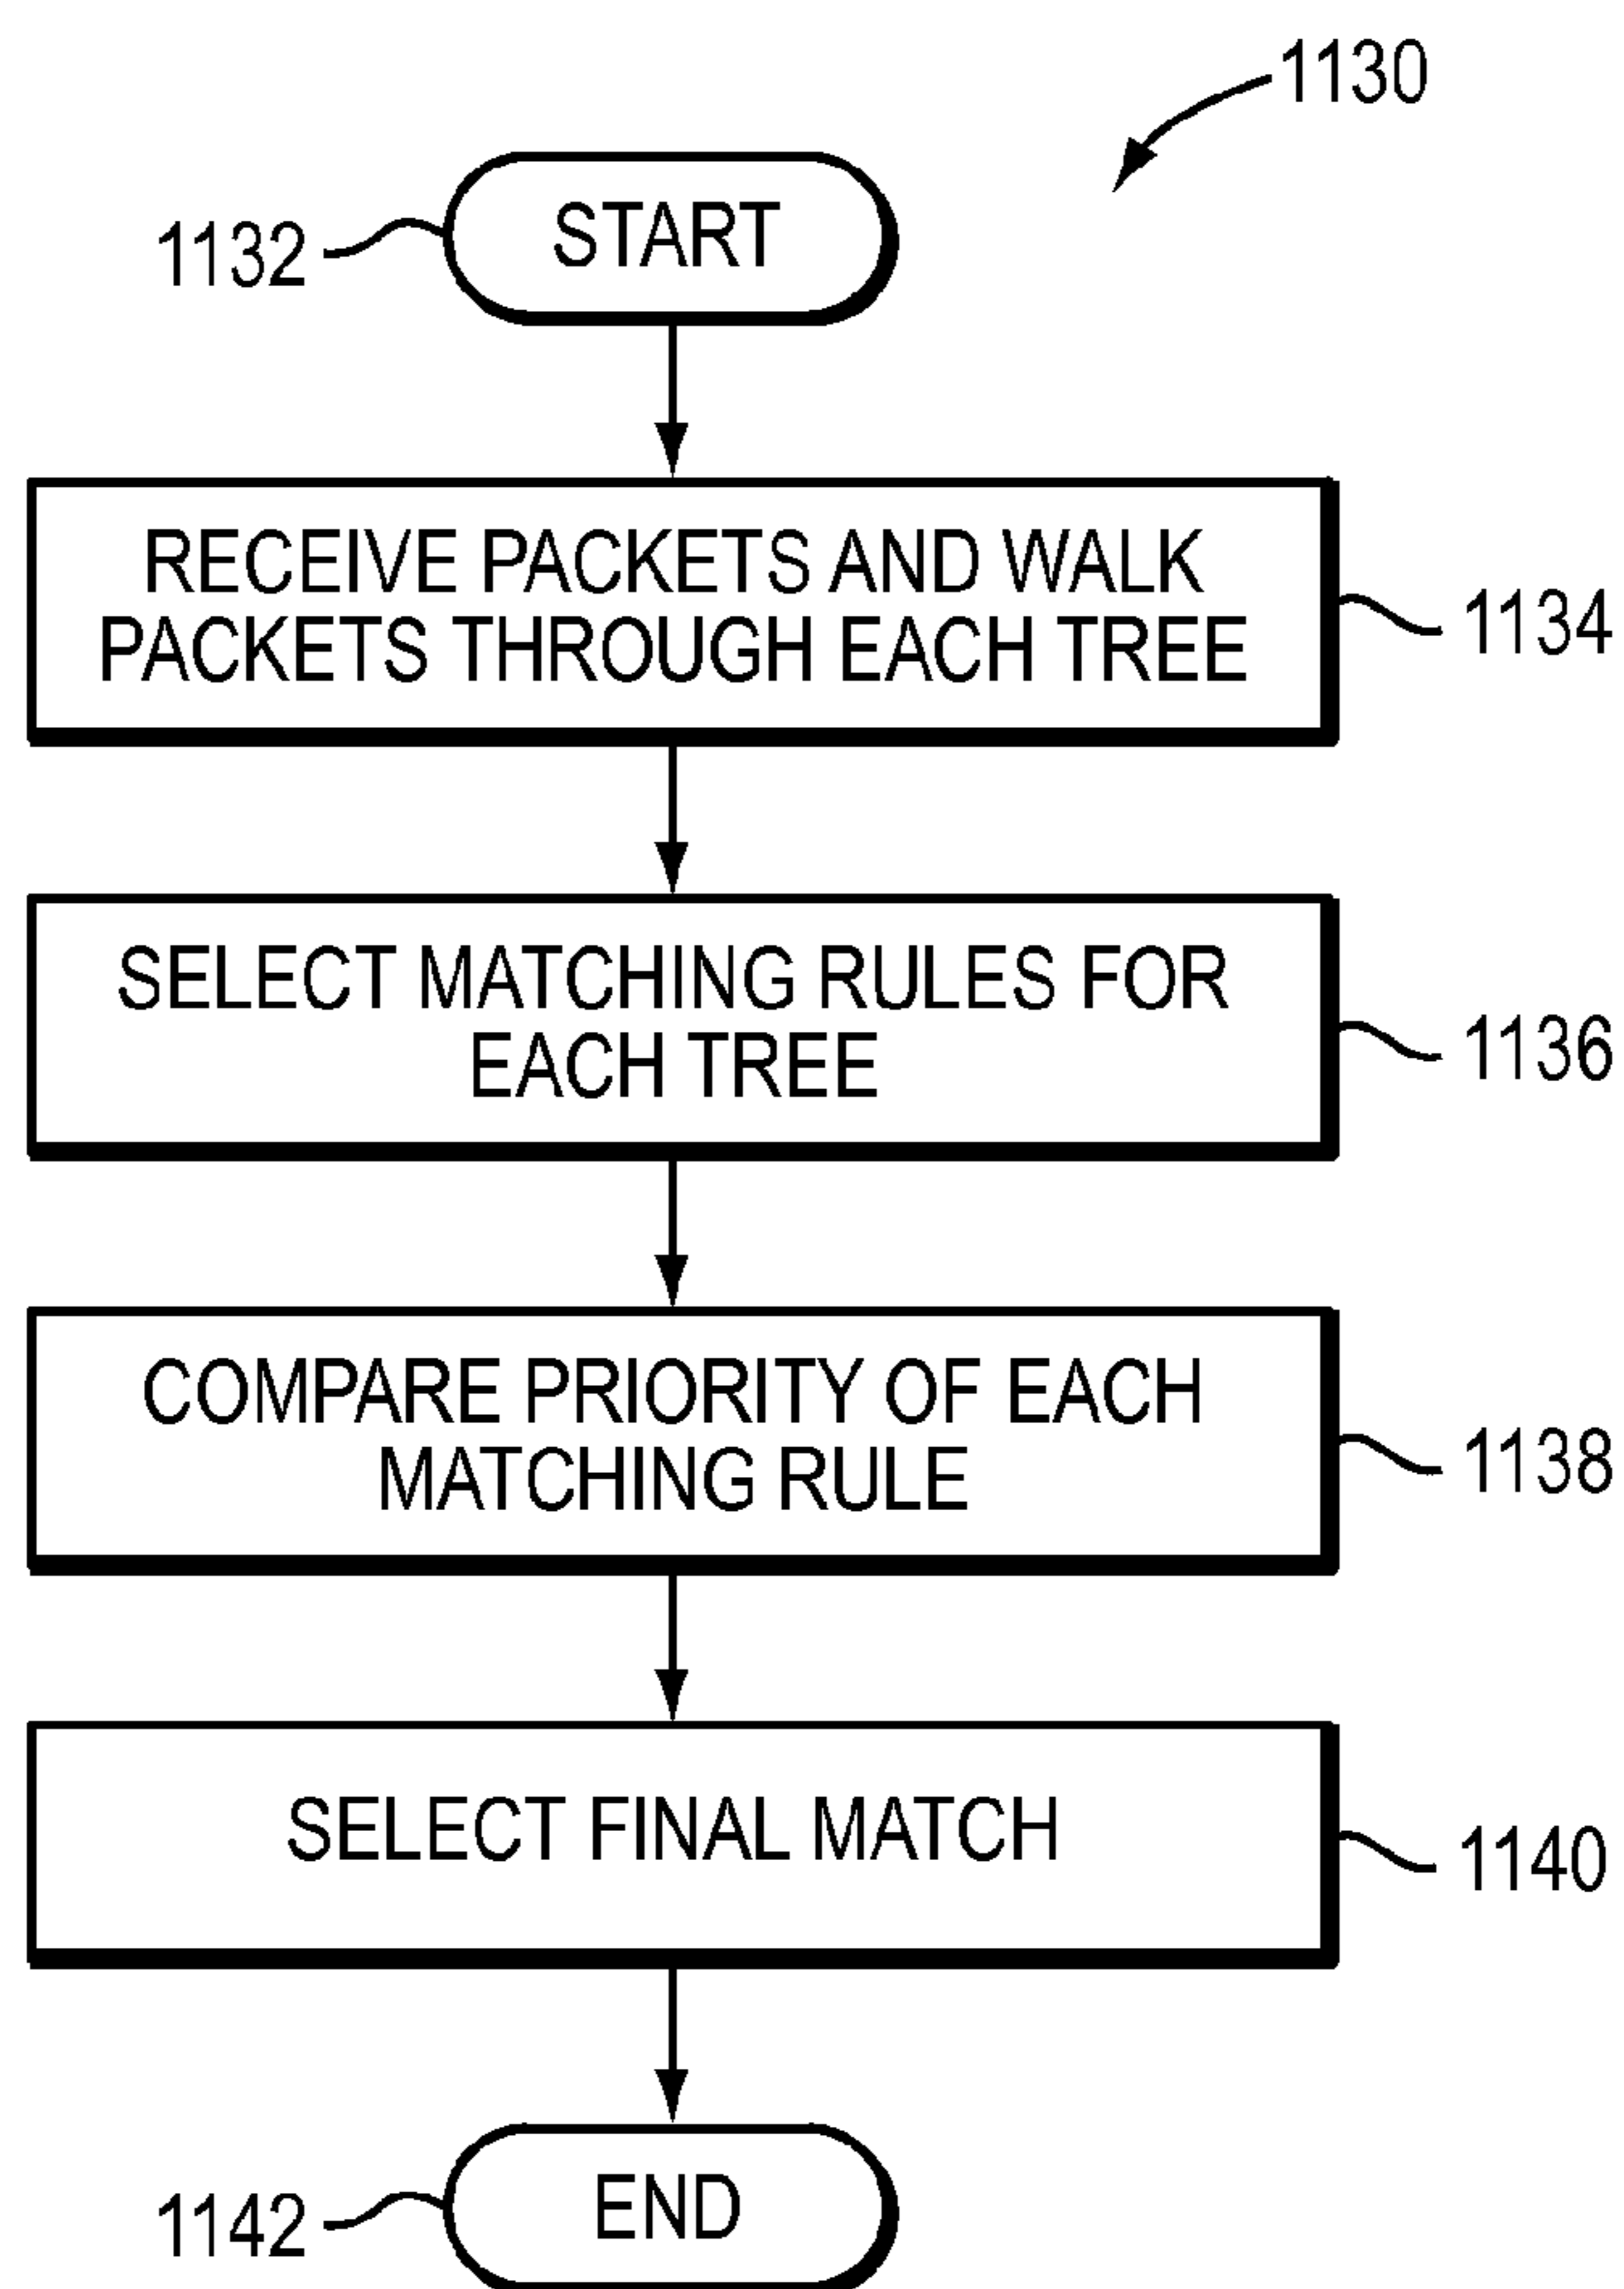 1130
START
1132
RECEIVE PACKETS AND WALK
PACKETS THROUGH EACH TREE
1134
SELECT MATCHING RULES FOR
EACH TREE
1136
COMPARE PRIORITY OF EACH
MATCHING RULE
1138
SELECT FINAL MATCH
1140
END
1142